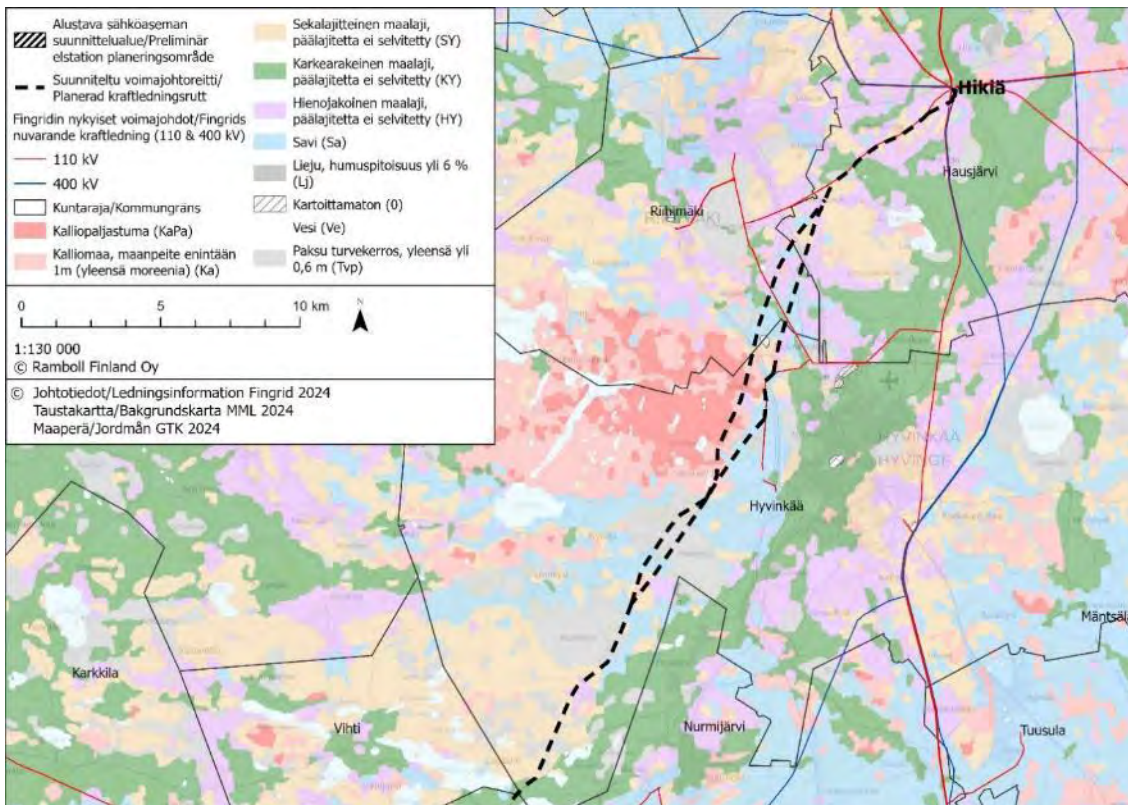 Alustava sähköaseman
suunnittelualue/Preliminär
elstation planeringsområde
Suunniteltu voimajohtoreitti/
Planerad kraftledningsrutt
Fingridin nykyiset voimajohdot/Fingrids
nuvarande kraftledning (110 & 400 kV)
110 kV
400 kV
Kuntaraja/Kommungräns
Kalliopaljastuma (KaPa)
Kalliomaa, maanpeite enintään
1m (yleensä moreenia) (Ka)
Sekalajitteinen maalaji,
päälajitetta ei selvitetty (SY)
Karkearakeinen maalaji,
päälajitetta ei selvitetty (KY)
Hienojakoinen maalaji,
päälajitetta ei selvitetty (HY)
Savi (Sa)
Lieju, humuspitoisuus yli 6 %
(Lj)
Kartoittamaton (0)
Vesi (Ve)
Paksu turvekerros, yleensä yli
0,6 m (Tvp)
0 5 10 km
N
1:130 000
© Ramboll Finland Oy
© Johtotiedot/Ledningsinformation Fingrid 2024
Taustakartta/Bakgrundskarta MML 2024
Maaperä/Jordmån GTK 2024
Hikiä
Hausjärvi
Riihimäki
HYVINKÄÄ
HYVINGE
Hyvinkää
Mäntsälä
Karkkila
Vihti
Nurmijärvi
Tuusula